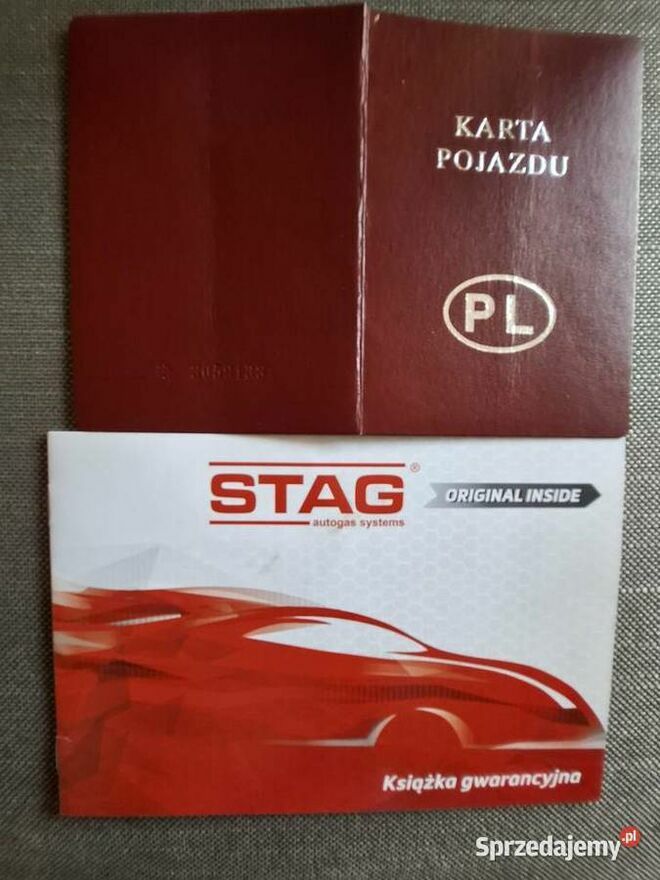 KARTA
POJAZDU
PL
STAG®
autogas systems
ORIGINAL INSIDE
Książka gwarancyjna
Sprzedajemy.pl